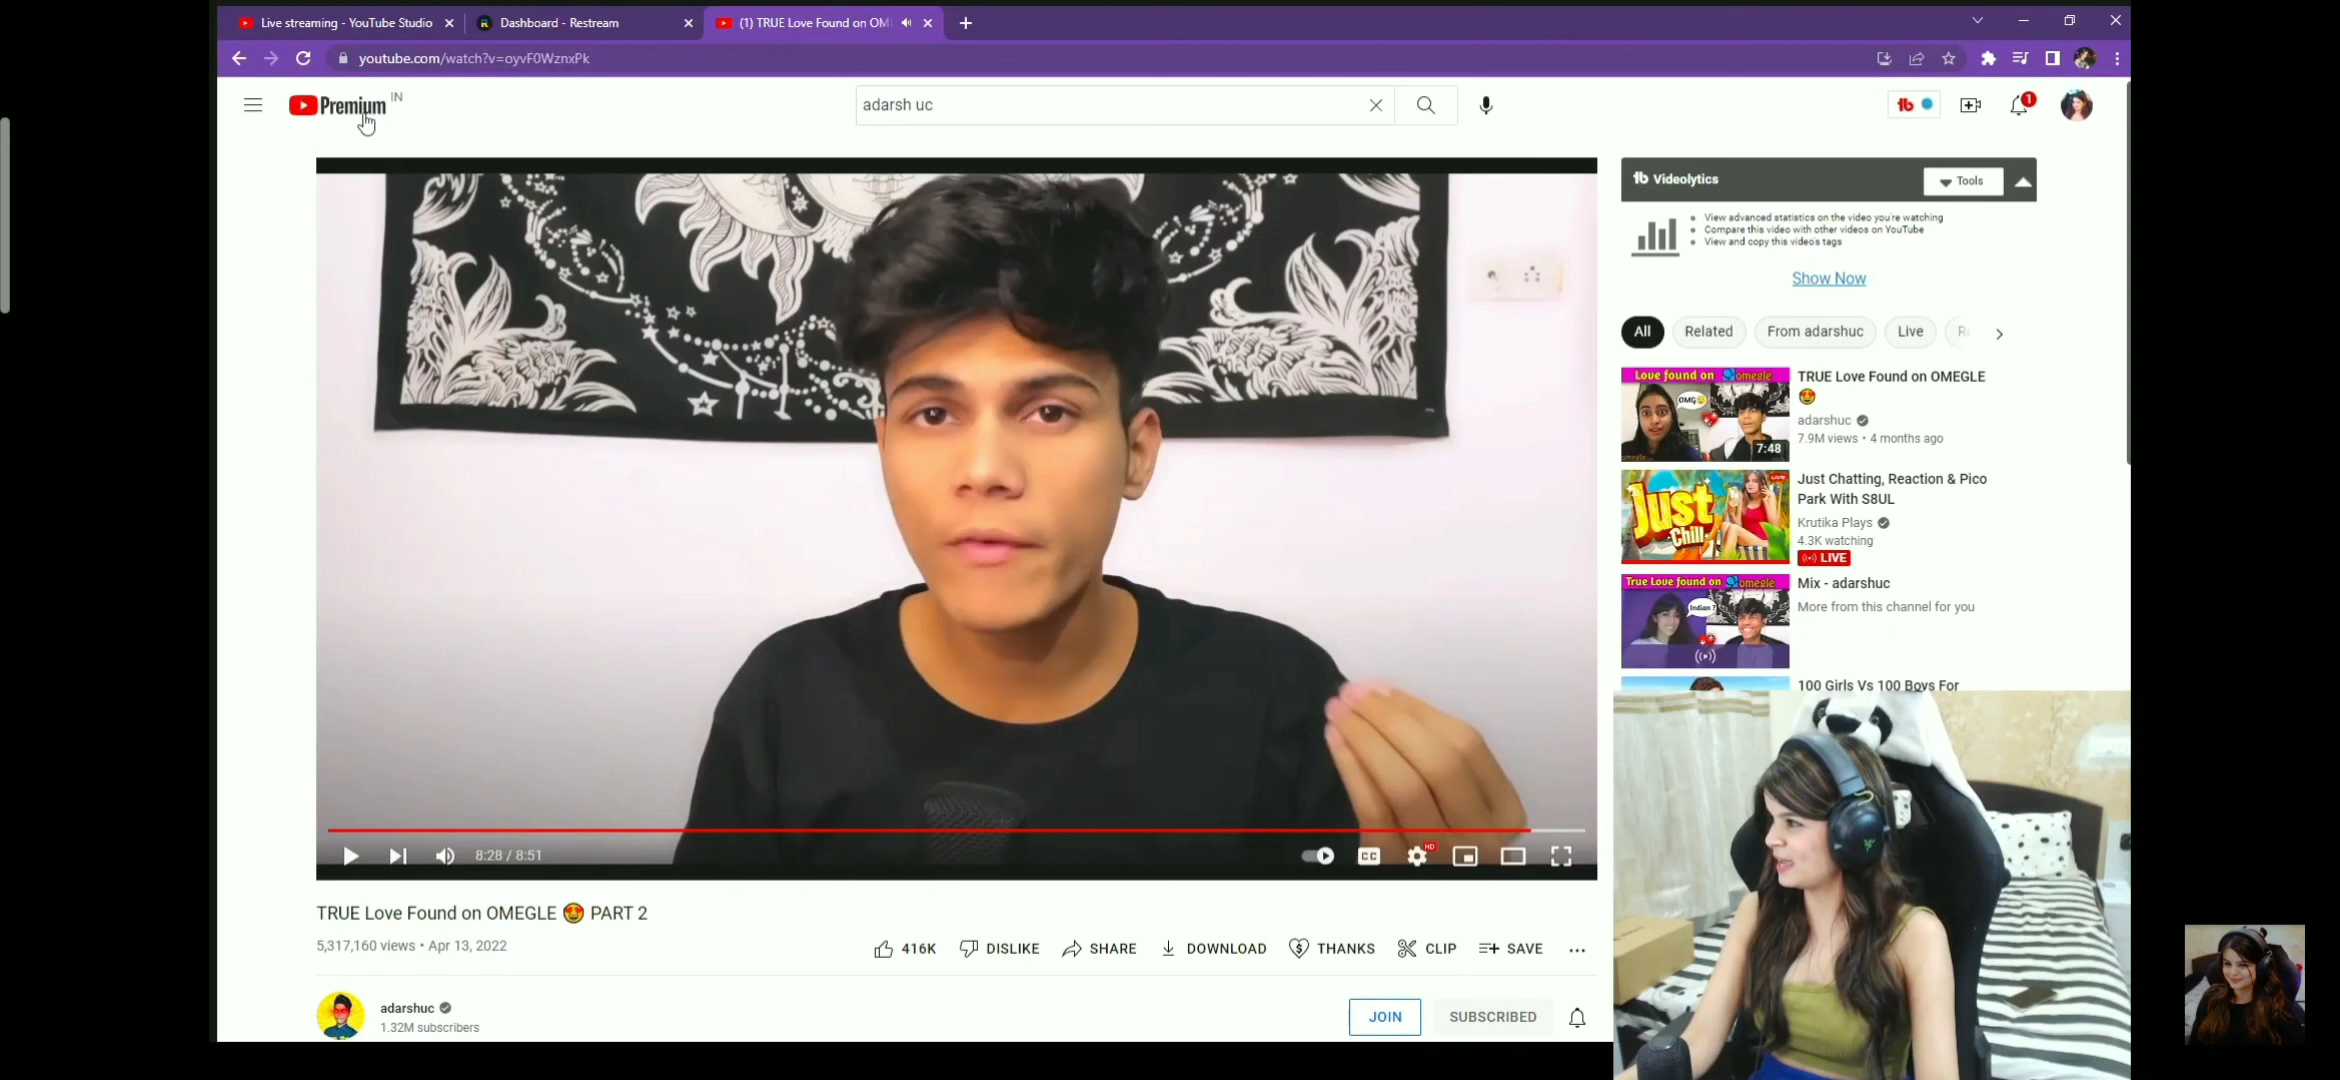 Live streaming - YouTube Studio
Dashboard - Restream
(1) TRUE Love Found on OM
youtube.com/watch?v=oyvF0WznxPk
Premium IN
adarsh uc
1
tb Videolytics
Tools
View advanced statistics on the video you're watching
Compare this video with other videos on YouTube
View and copy this video's tags
Show Now
All
Related
From adarshuc
Live
Love found on omegle
OMG
7:48
TRUE Love Found on OMEGLE
😍
adarshuc
7.9M views • 4 months ago
Just Chill
LIVE
Just Chatting, Reaction & Pico
Park With S8UL
Krutika Plays
4.3K watching
LIVE
True Love found on omegle
Indian ?
Mix - adarshuc
More from this channel for you
100 Girls Vs 100 Boys For
8:28 / 8:51
CC
HD
TRUE Love Found on OMEGLE 😍 PART 2
5,317,160 views • Apr 13, 2022
416K
DISLIKE
SHARE
DOWNLOAD
THANKS
CLIP
SAVE
adarshuc
1.32M subscribers
JOIN
SUBSCRIBED